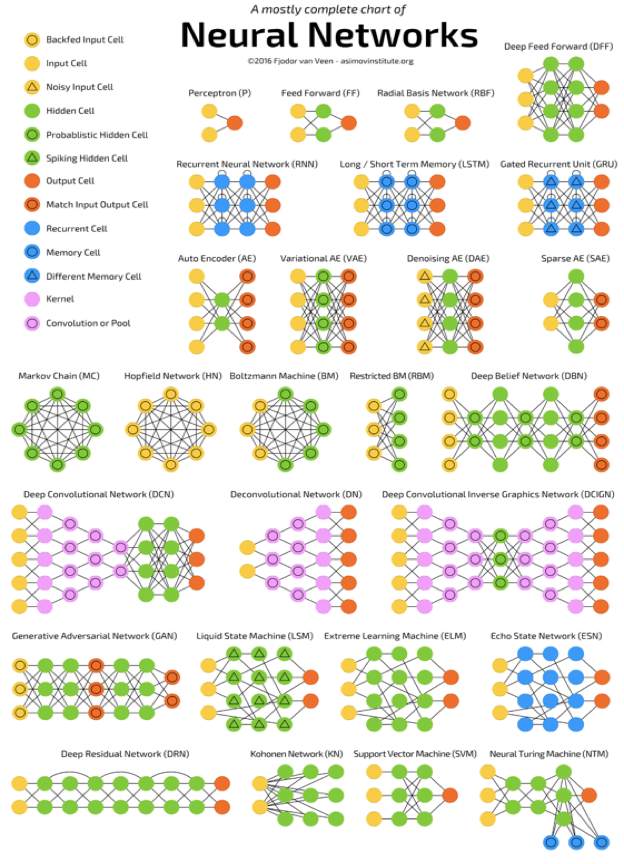 A mostly complete chart of
Neural Networks
©2016 Fjodor van Veen - asimovinstitute.org
Backfed Input Cell
Input Cell
Noisy Input Cell
Hidden Cell
Probablistic Hidden Cell
Spiking Hidden Cell
Output Cell
Match Input Output Cell
Recurrent Cell
Memory Cell
Different Memory Cell
Kernel
Convolution or Pool
Deep Feed Forward (DFF)
Perceptron (P)
Feed Forward (FF)
Radial Basis Network (RBF)
Recurrent Neural Network (RNN)
Long / Short Term Memory (LSTM)
Gated Recurrent Unit (GRU)
Auto Encoder (AE)
Variational AE (VAE)
Denoising AE (DAE)
Sparse AE (SAE)
Markov Chain (MC)
Hopfield Network (HN)
Boltzmann Machine (BM)
Restricted BM (RBM)
Deep Belief Network (DBN)
Deep Convolutional Network (DCN)
Deconvolutional Network (DN)
Deep Convolutional Inverse Graphics Network (DCIGN)
Generative Adversarial Network (GAN)
Liquid State Machine (LSM)
Extreme Learning Machine (ELM)
Echo State Network (ESN)
Deep Residual Network (DRN)
Kohonen Network (KN)
Support Vector Machine (SVM)
Neural Turing Machine (NTM)